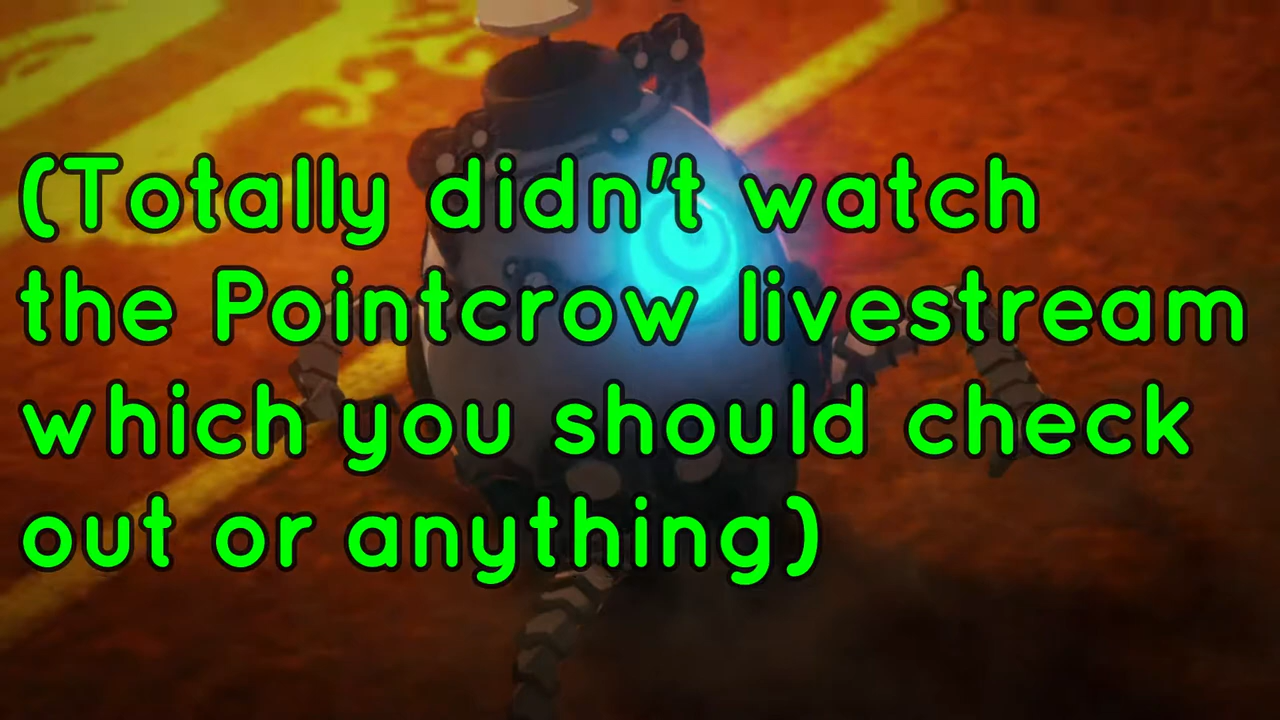 (Totally didn't watch
the Pointcrow livestream
which you should check
out or anything)